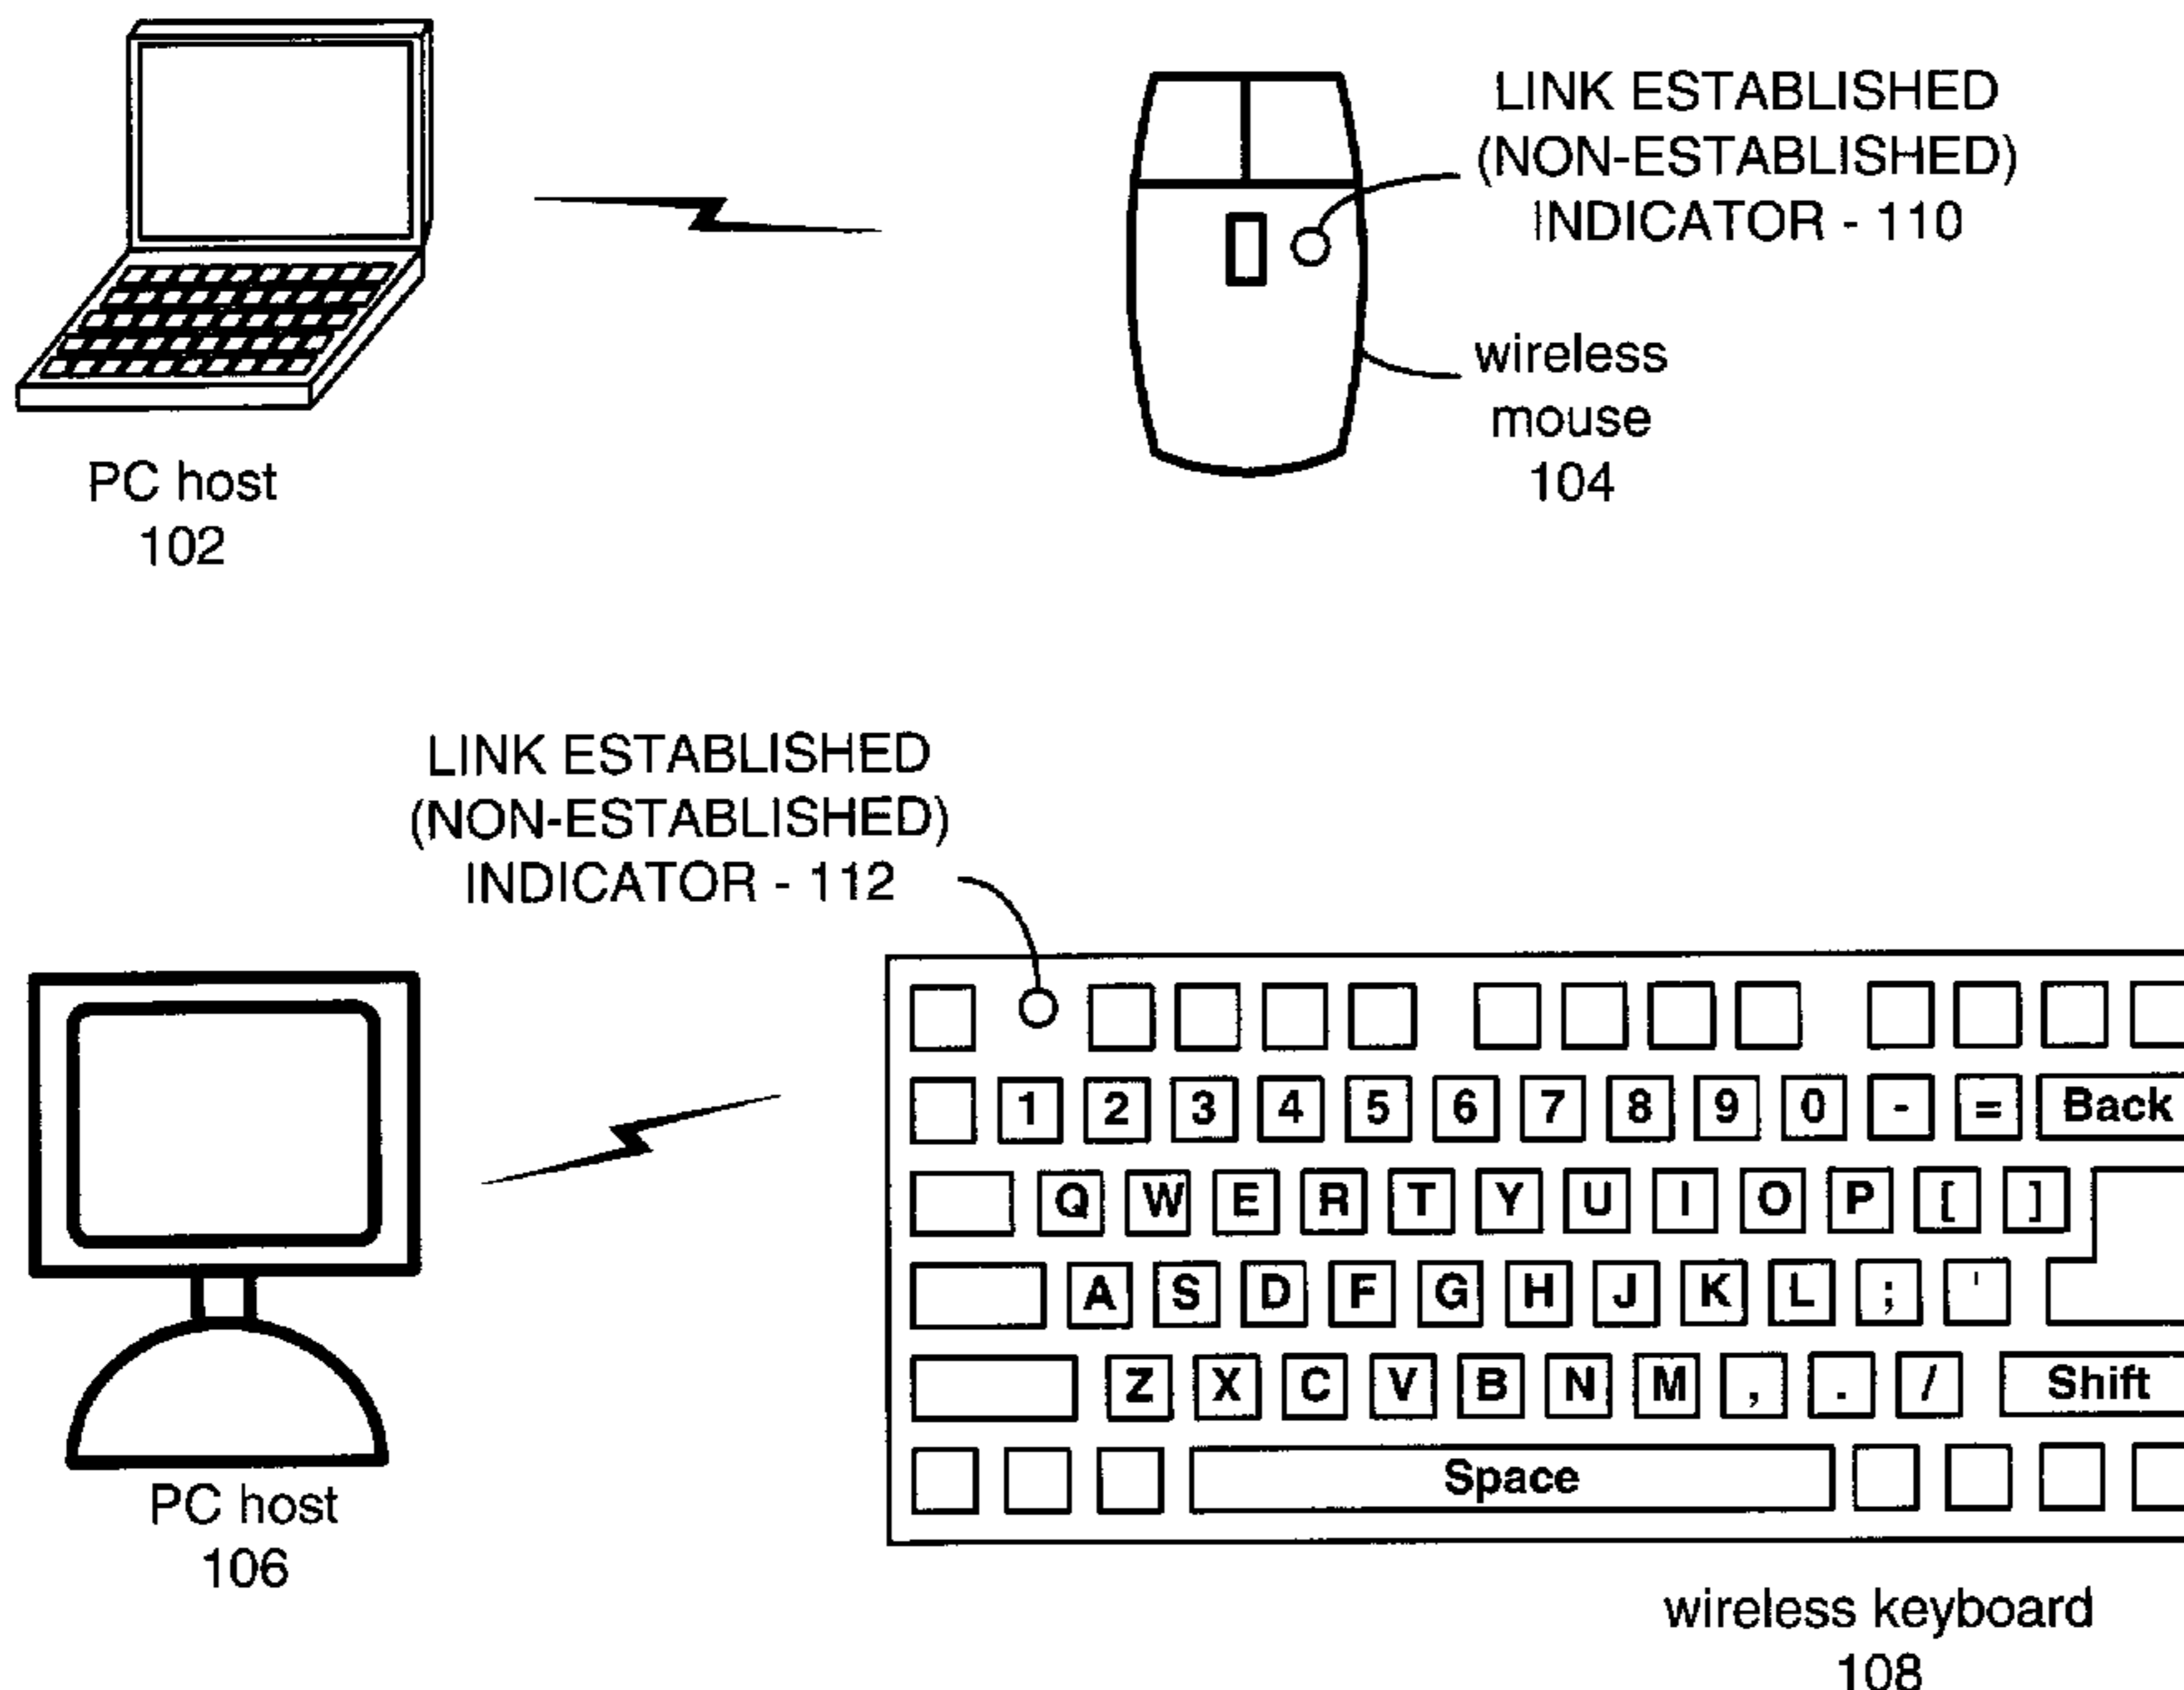 LINK ESTABLISHED
(NON-ESTABLISHED)
INDICATOR - 110
wireless
mouse
104
PC host
102
LINK ESTABLISHED
(NON-ESTABLISHED)
INDICATOR - 112
1 2 3 4 5 6 7 8 9 0 - = Back
Q W E R T Y U I O P [ ]
A S D F G H J K L ; '
Z X C V B N M , . / Shift
Space
PC host
106
wireless keyboard
108